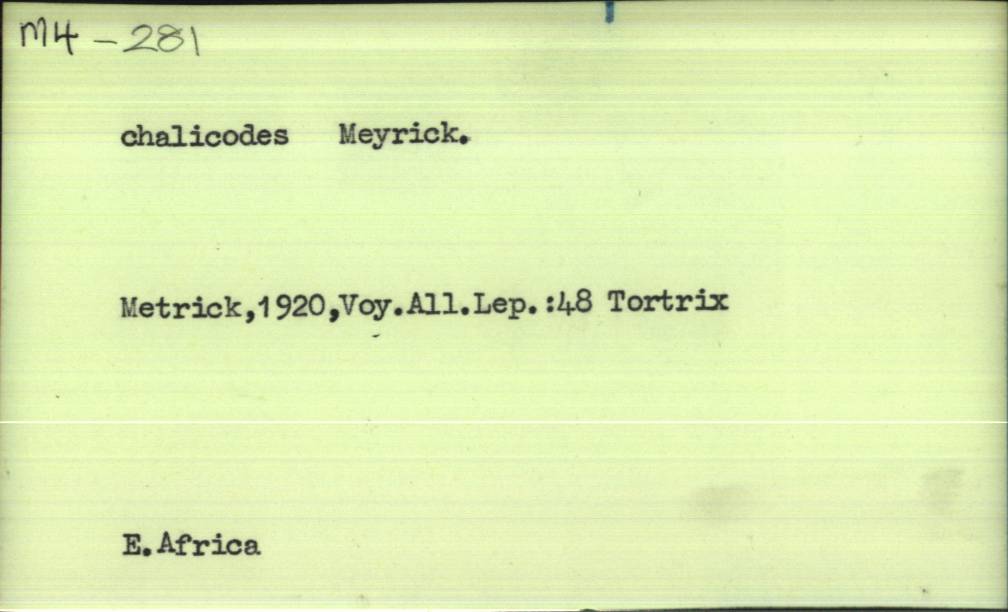 M4 - 281
chalicodes Meyrick.
Metrick,1920,Voy.All.Lep.:48 Tortrix
E.Africa